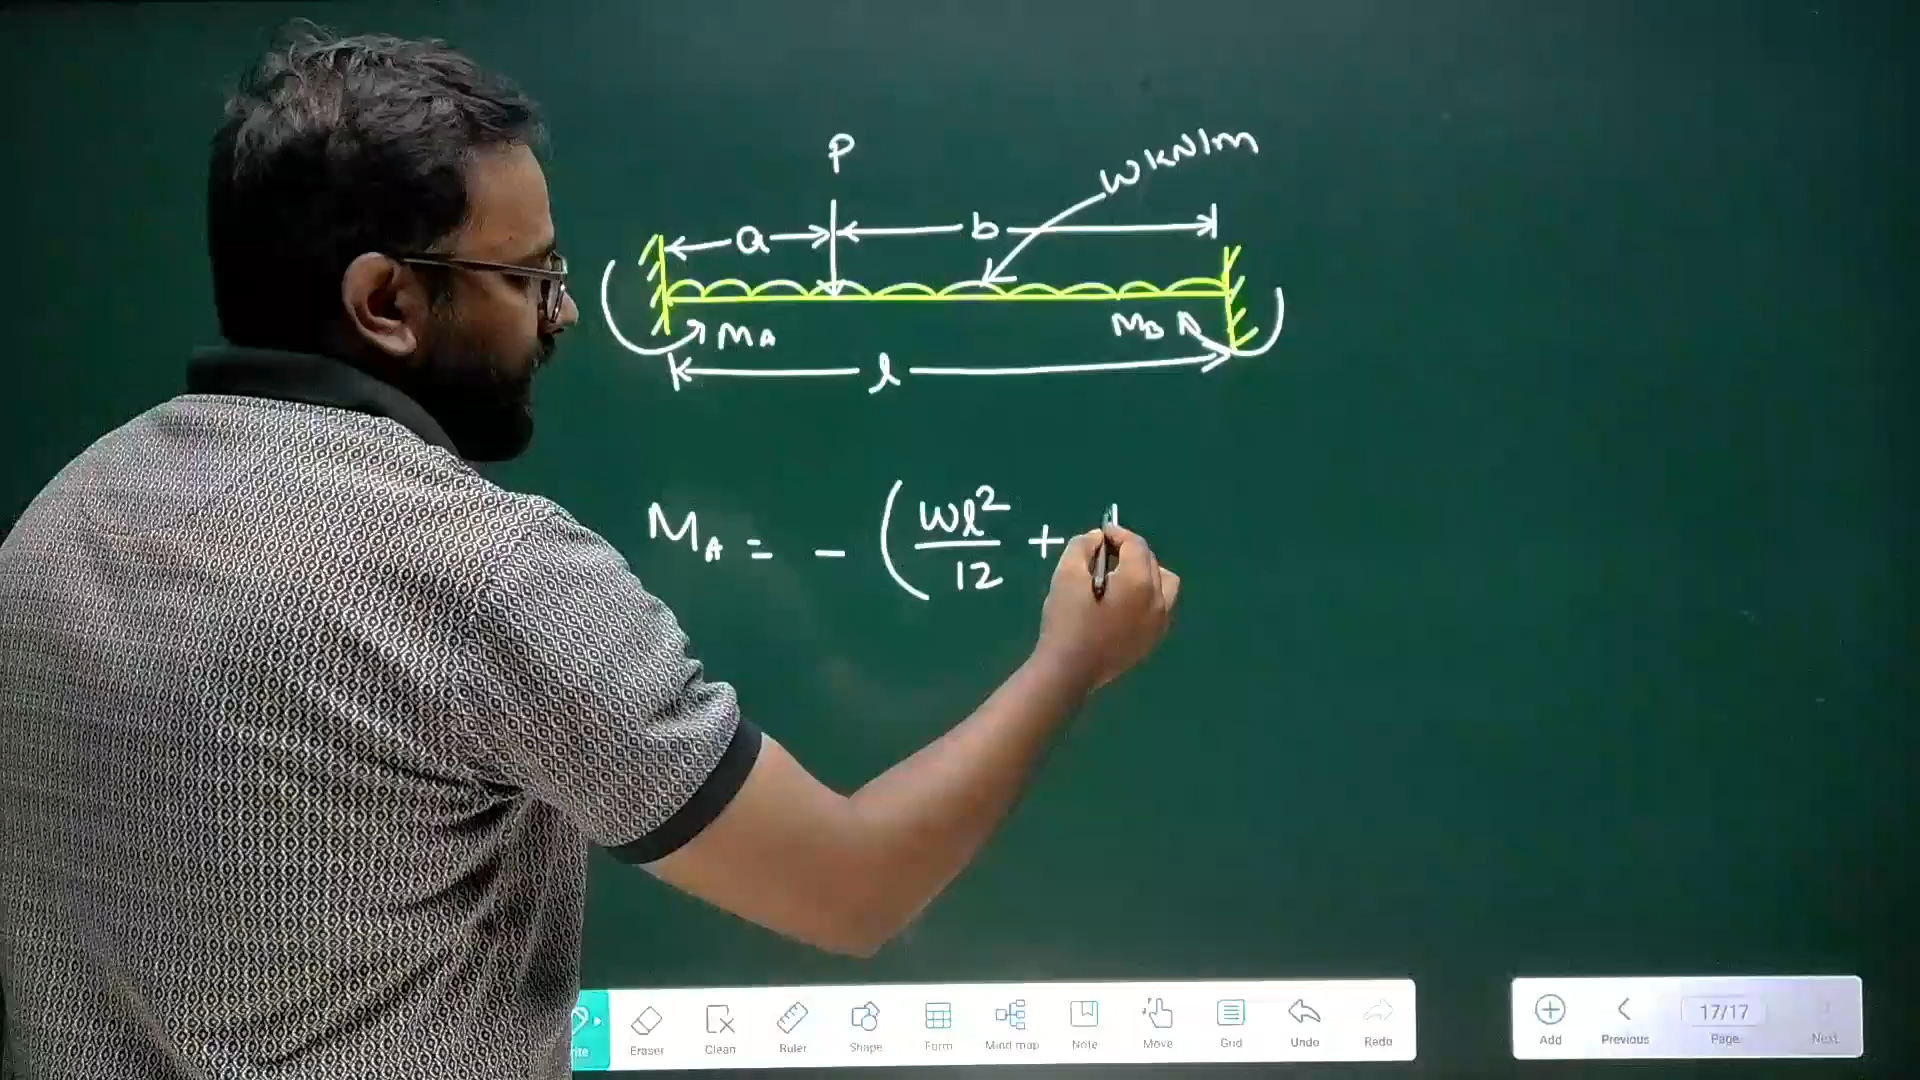 P
W kN/m
a
b
MA
MB
l
MA = - (Wl²/12 +
Eraser
Clean
Ruler
Shape
Form
Mind map
Note
Move
Grid
Undo
Redo
Add
Previous
17/17
Page
Next